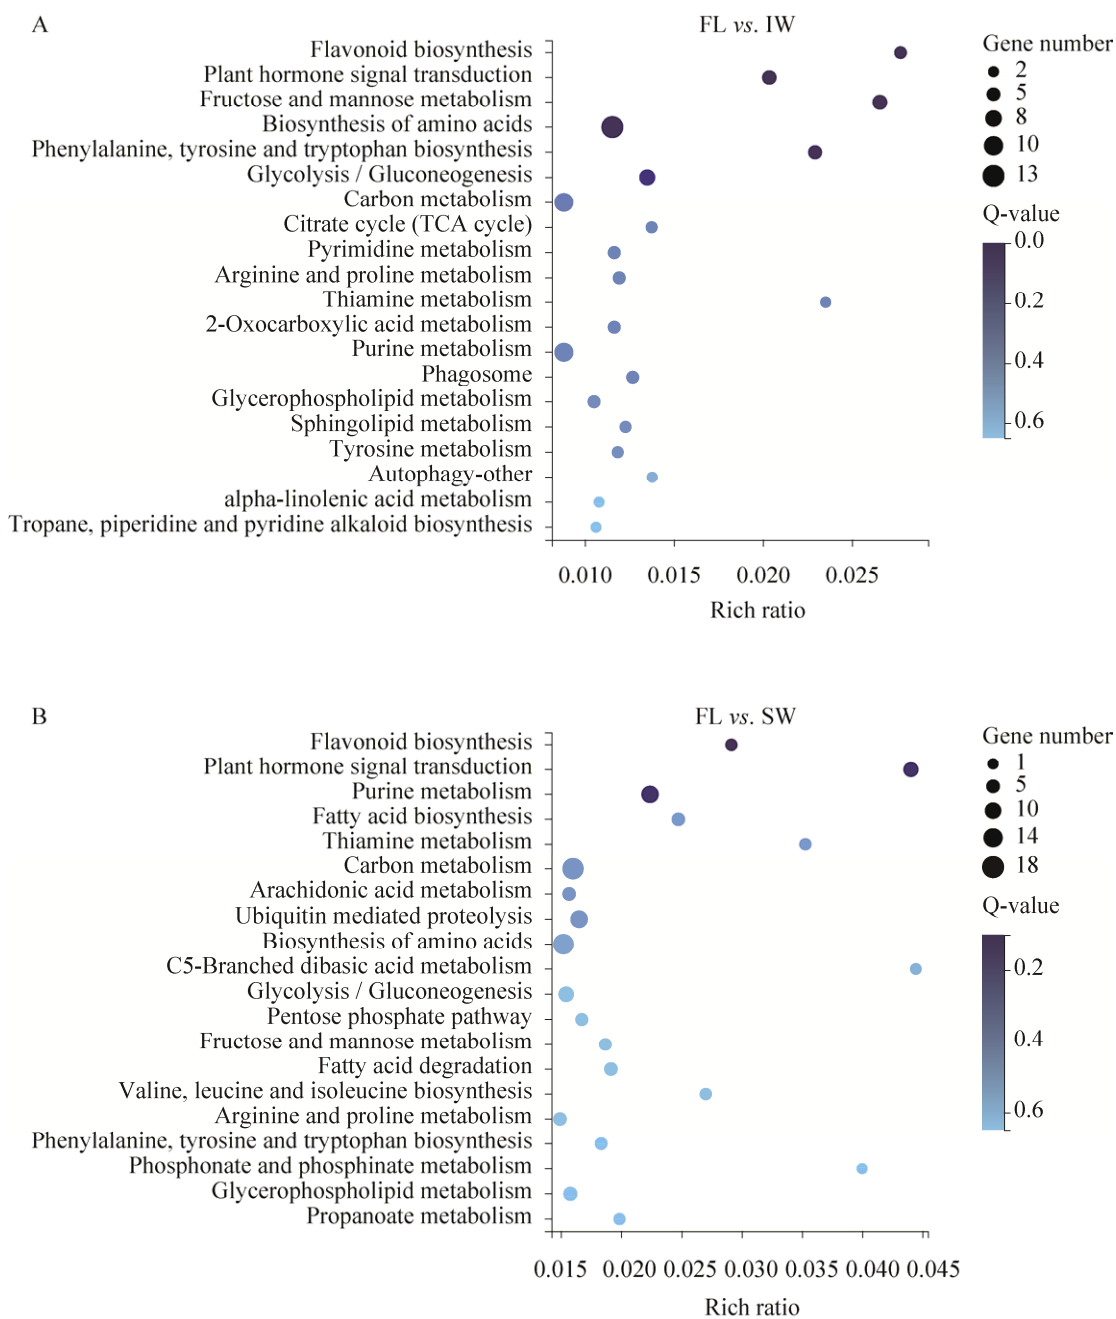 A
FL vs. IW
Flavonoid biosynthesis
Plant hormone signal transduction
Fructose and mannose metabolism
Biosynthesis of amino acids
Phenylalanine, tyrosine and tryptophan biosynthesis
Glycolysis / Gluconeogenesis
Carbon metabolism
Citrate cycle (TCA cycle)
Pyrimidine metabolism
Arginine and proline metabolism
Thiamine metabolism
2-Oxocarboxylic acid metabolism
Purine metabolism
Phagosome
Glycerophospholipid metabolism
Sphingolipid metabolism
Tyrosine metabolism
Autophagy-other
alpha-linolenic acid metabolism
Tropane, piperidine and pyridine alkaloid biosynthesis
0.010 0.015 0.020 0.025
Rich ratio
Gene number
2
5
8
10
13
Q-value
0.0
0.2
0.4
0.6
B
FL vs. SW
Flavonoid biosynthesis
Plant hormone signal transduction
Purine metabolism
Fatty acid biosynthesis
Thiamine metabolism
Carbon metabolism
Arachidonic acid metabolism
Ubiquitin mediated proteolysis
Biosynthesis of amino acids
C5-Branched dibasic acid metabolism
Glycolysis / Gluconeogenesis
Pentose phosphate pathway
Fructose and mannose metabolism
Fatty acid degradation
Valine, leucine and isoleucine biosynthesis
Arginine and proline metabolism
Phenylalanine, tyrosine and tryptophan biosynthesis
Phosphonate and phosphinate metabolism
Glycerophospholipid metabolism
Propanoate metabolism
0.015 0.020 0.025 0.030 0.035 0.040 0.045
Rich ratio
Gene number
1
5
10
14
18
Q-value
0.2
0.4
0.6